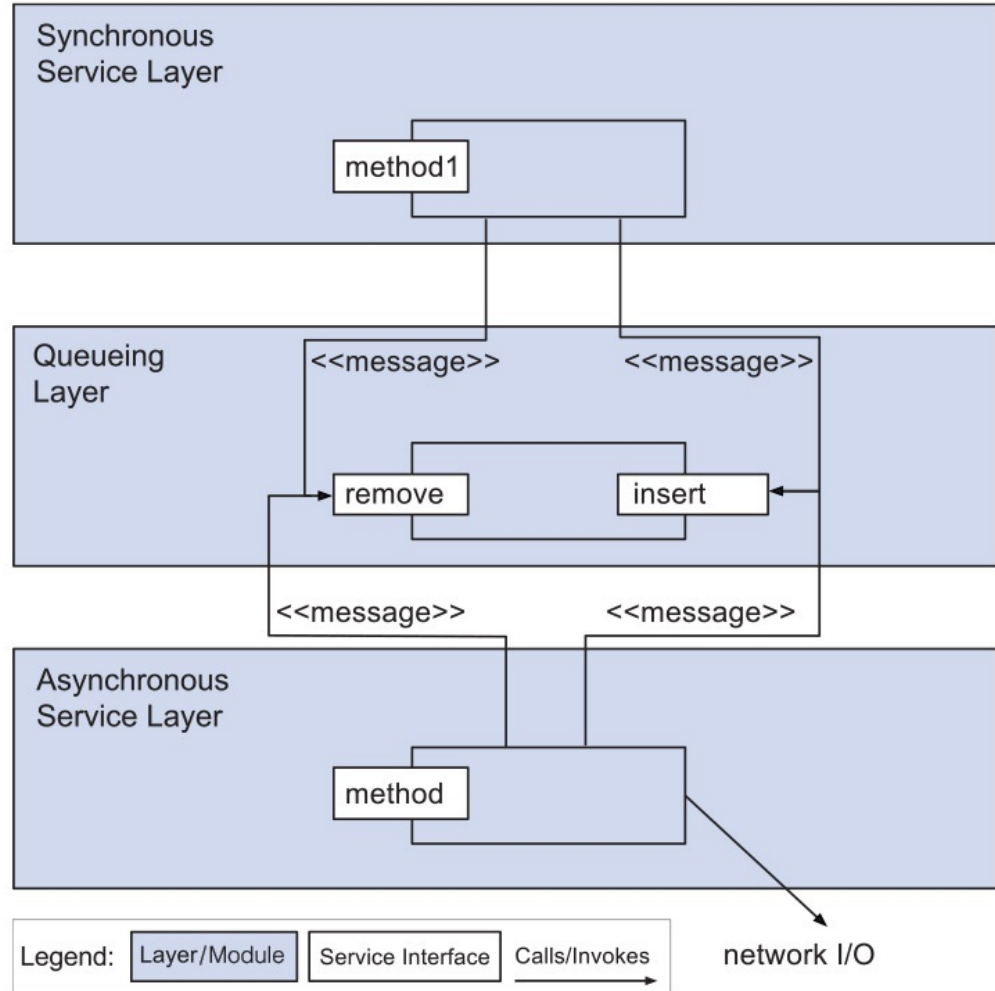 Synchronous
Service Layer
method1
Queueing
Layer
<<message>>
<<message>>
remove
insert
<<message>>
<<message>>
Asynchronous
Service Layer
method
network I/O
Legend:
Layer/Module
Service Interface
Calls/Invokes